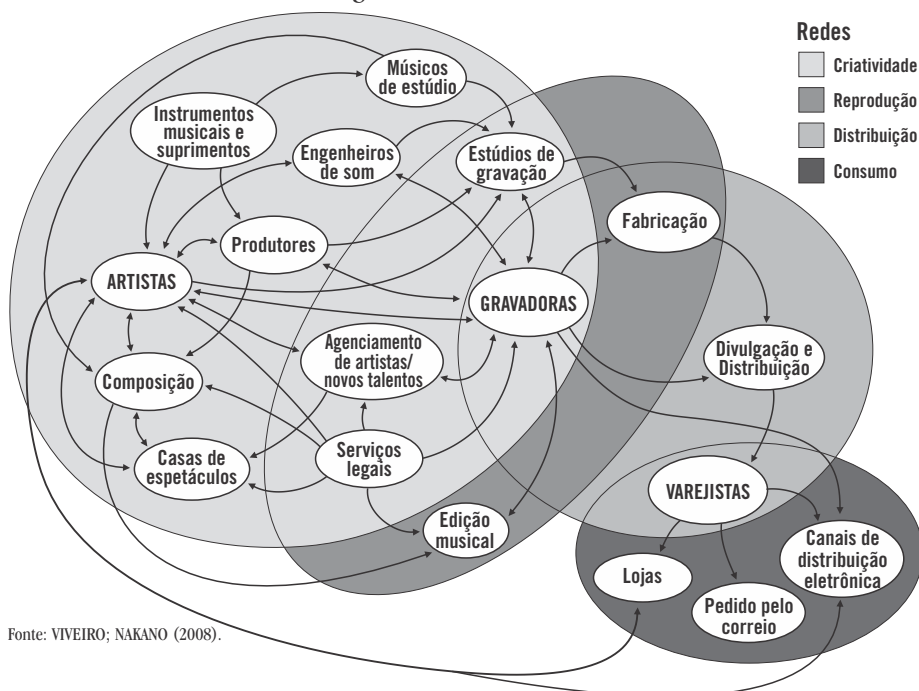 Redes
Criatividade
Reprodução
Distribuição
Consumo
Músicos
de estúdio
Instrumentos
musicais e
suprimentos
Engenheiros
de som
Estúdios de
gravação
Fabricação
Produtores
ARTISTAS
GRAVADORAS
Agenciamento
de artistas/
novos talentos
Divulgação e
Distribuição
Composição
Casas de
espetáculos
Serviços
legais
VAREJISTAS
Edição
musical
Canais de
distribuição
eletrônica
Lojas
Pedido pelo
correio
Fonte: VIVEIRO; NAKANO (2008).